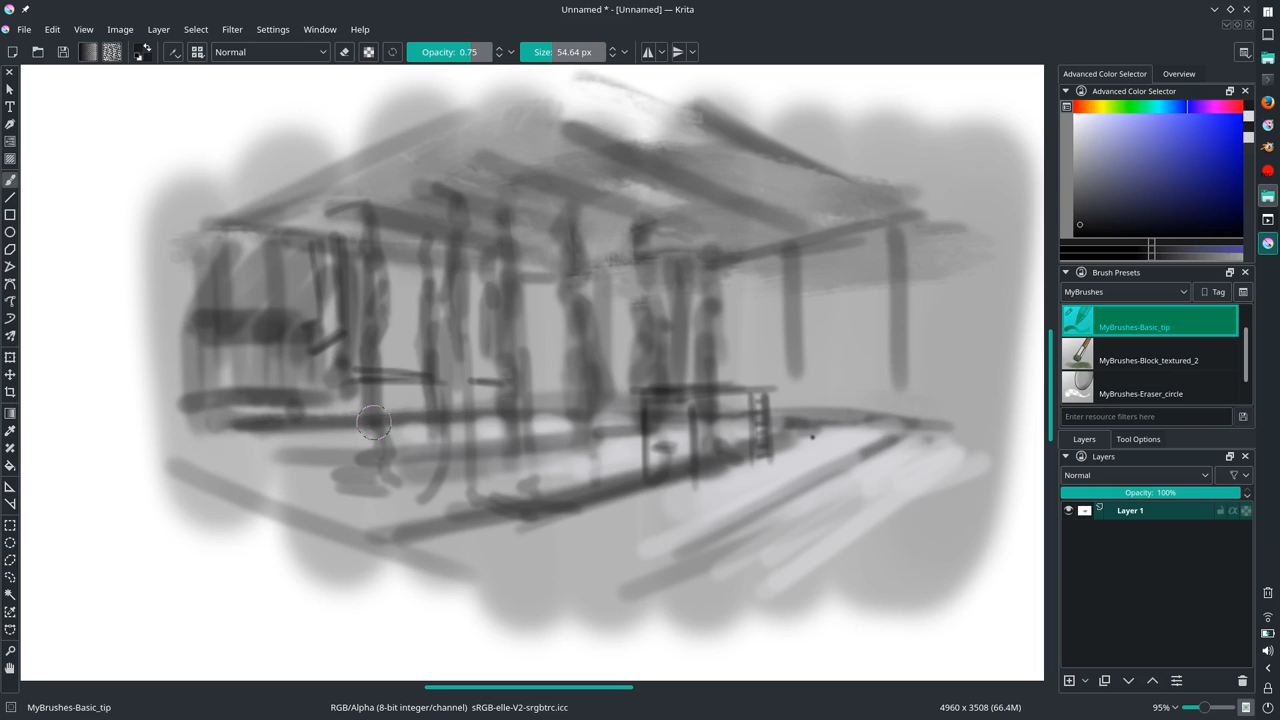 Unnamed * - [Unnamed] — Krita
File Edit View Image Layer Select Filter Settings Window Help
Normal Opacity: 0.75 Size: 54.64 px
Advanced Color Selector Overview
Advanced Color Selector
Brush Presets
MyBrushes Tag
MyBrushes-Basic_tip
MyBrushes-Block_textured_2
MyBrushes-Eraser_circle
Enter resource filters here
Layers Tool Options
Layers
Normal
Opacity: 100%
Layer 1
MyBrushes-Basic_tip RGB/Alpha (8-bit integer/channel) sRGB-elle-V2-srgbtrc.icc 4960 x 3508 (66.4M) 95%